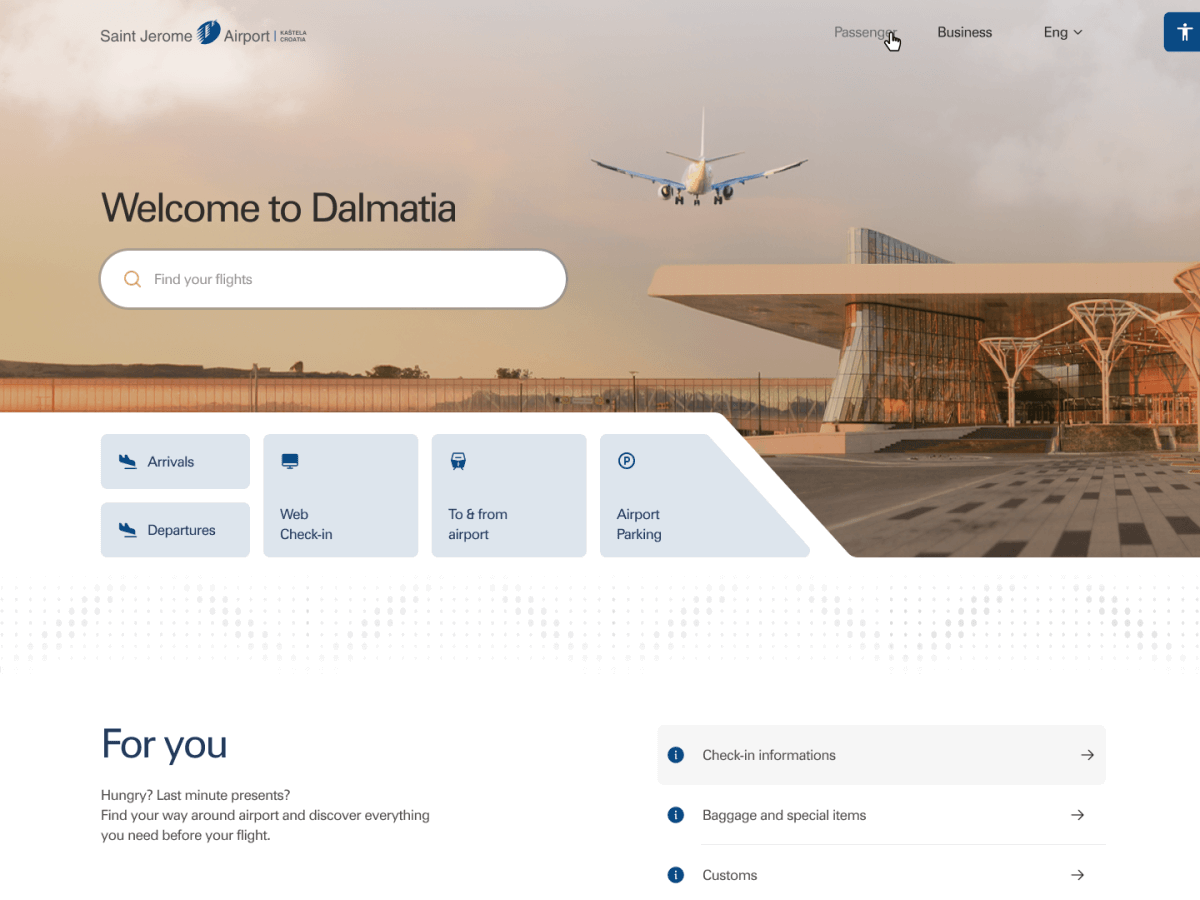 Saint Jerome Airport | KAŠTELA CROATIA
Passenger
Business
Eng
Welcome to Dalmatia
Find your flights
Arrivals
Departures
Web
Check-in
To & from
airport
P
Airport
Parking
For you
Hungry? Last minute presents?
Find your way around airport and discover everything
you need before your flight.
Check-in informations
Baggage and special items
Customs